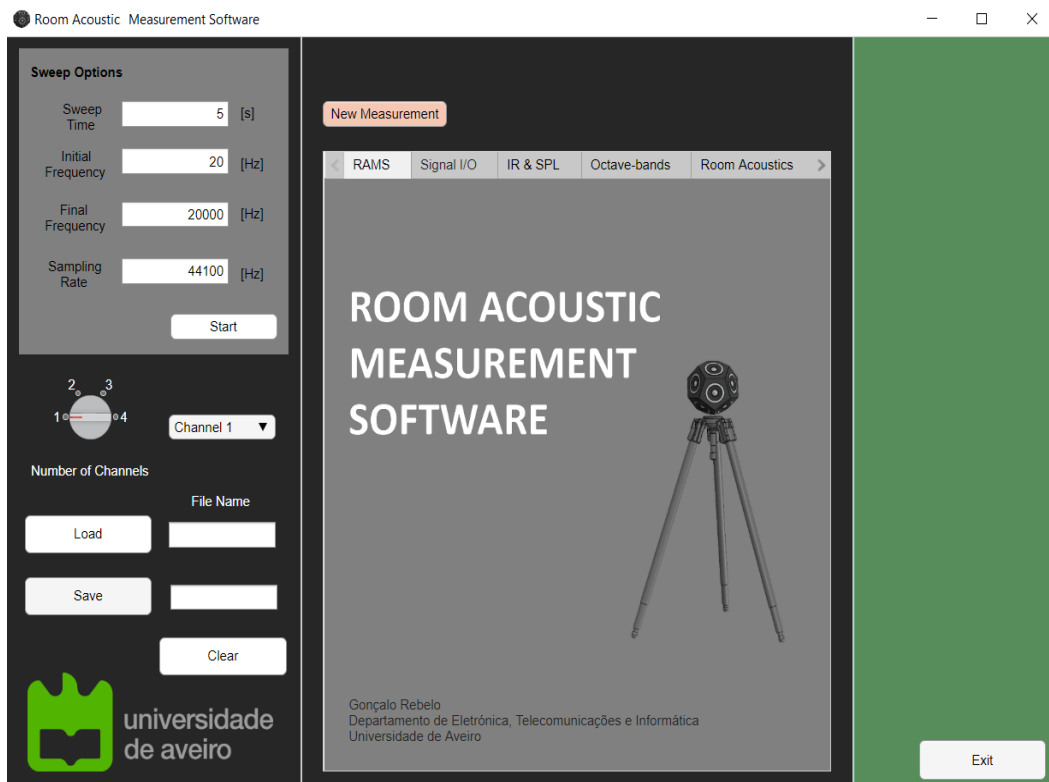 Room Acoustic Measurement Software
Sweep Options
Sweep
Time
5
[s]
Initial
Frequency
20
[Hz]
Final
Frequency
20000
[Hz]
Sampling
Rate
44100
[Hz]
Start
1
2
3
4
Channel 1
Number of Channels
File Name
Load
Save
Clear
universidade
de aveiro
New Measurement
RAMS
Signal I/O
IR & SPL
Octave-bands
Room Acoustics
ROOM ACOUSTIC
MEASUREMENT
SOFTWARE
Gonçalo Rebelo
Departamento de Eletrónica, Telecomunicações e Informática
Universidade de Aveiro
Exit